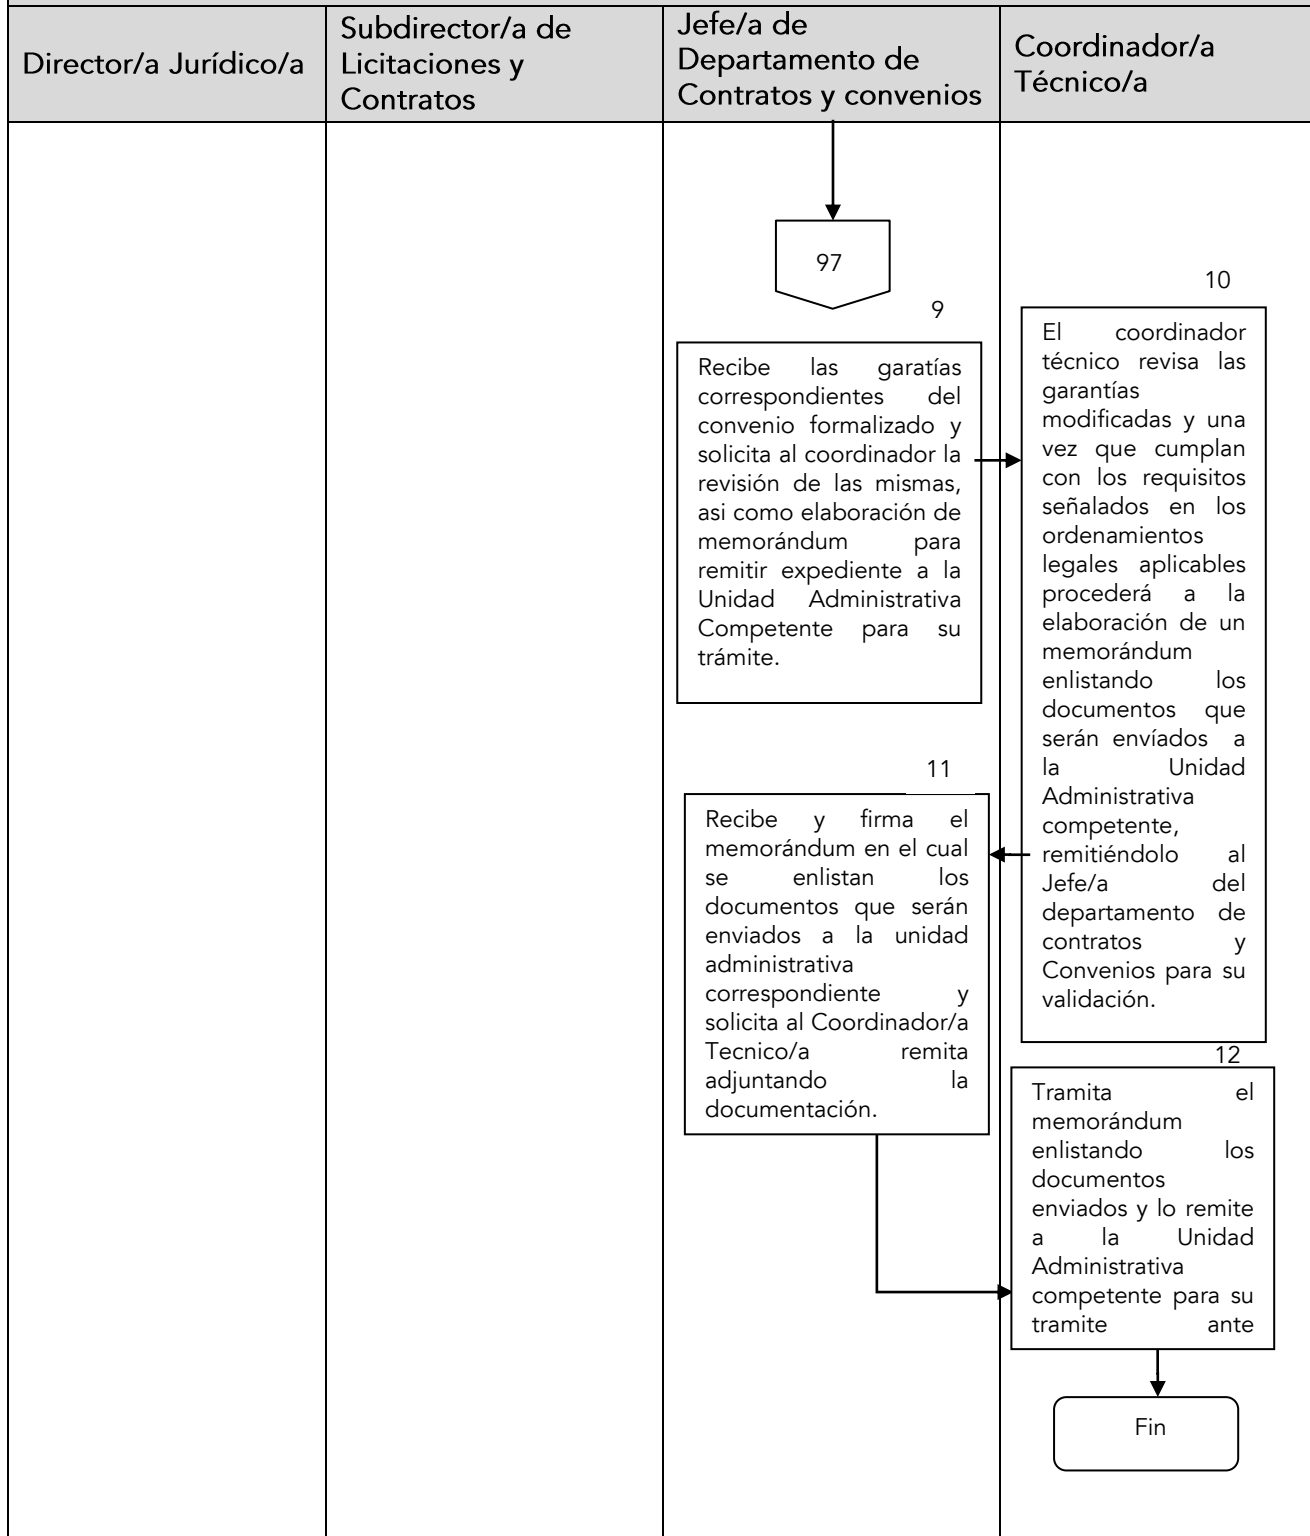 Director/a Jurídico/a
Subdirector/a de
Licitaciones y
Contratos
Jefe/a de
Departamento de
Contratos y convenios
Coordinador/a
Técnico/a
97
9
Recibe las garatías
correspondientes del
convenio formalizado y
solicita al coordinador la
revisión de las mismas,
asi como elaboración de
memorándum para
remitir expediente a la
Unidad Administrativa
Competente para su
trámite.
10
El coordinador
técnico revisa las
garantías
modificadas y una
vez que cumplan
con los requisitos
señalados en los
ordenamientos
legales aplicables
procederá a la
elaboración de un
memorándum
enlistando los
documentos que
serán envíados a
la Unidad
Administrativa
competente,
remitiéndolo al
Jefe/a del
departamento de
contratos y
Convenios para su
validación.
11
Recibe y firma el
memorándum en el cual
se enlistan los
documentos que serán
enviados a la unidad
administrativa
correspondiente y
solicita al Coordinador/a
Tecnico/a remita
adjuntando la
documentación.
12
Tramita el
memorándum
enlistando los
documentos
enviados y lo remite
a la Unidad
Administrativa
competente para su
tramite ante
Fin